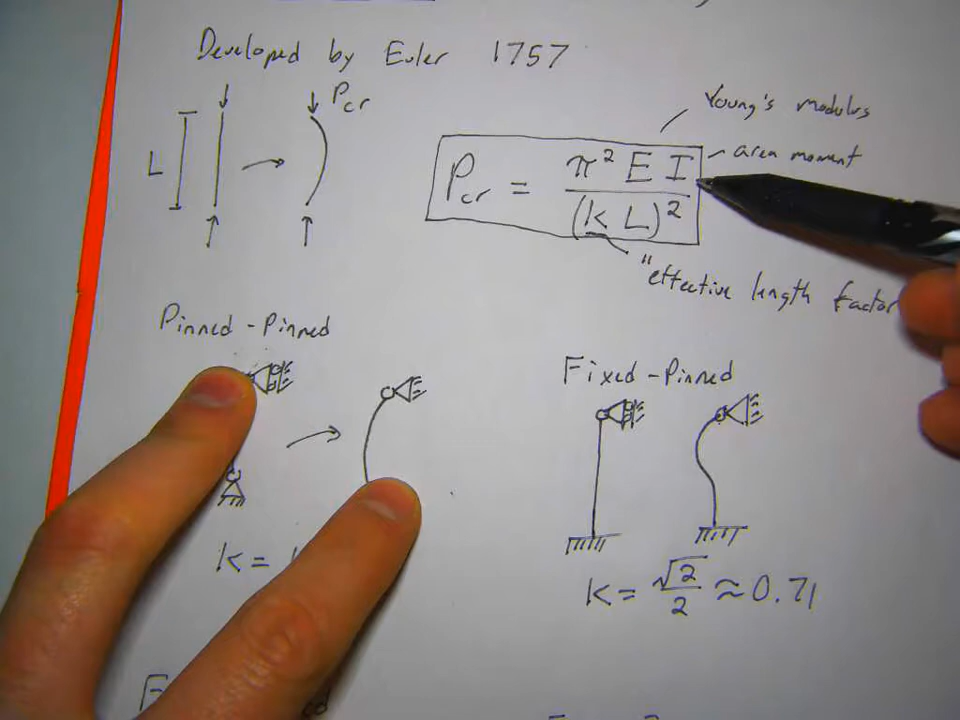 Developed by Euler 1757
Pcr
L
Young's modulus
area moment
Pcr = π² E I / (k L)²
"effective length factor
Pinned-Pinned
Fixed-Pinned
K =
K = √2/2 ≈ 0.71